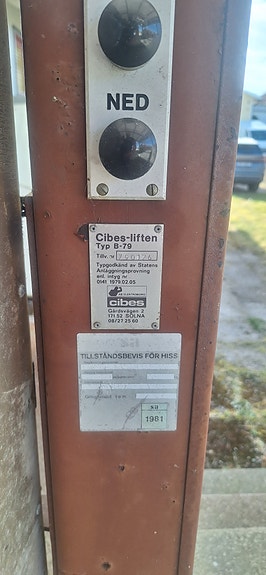 NED
Cibes-liften
Typ B-79
Tillv. nr
Typgodkänd av Statens
Anläggningsprovning
enl. intyg nr
0141 1979.02.05
cibes
Gårdsvägen 2
171 52 SOLNA
08/27 25 60
TILLSTÅNDSBEVIS FÖR HISS
1981